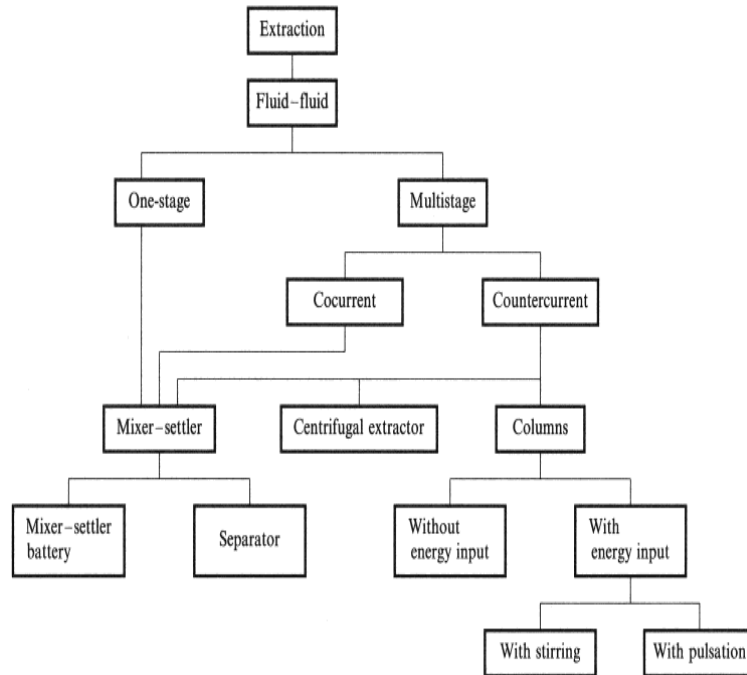 Extraction
Fluid–fluid
One-stage
Multistage
Cocurrent
Countercurrent
Mixer–settler
Centrifugal extractor
Columns
Mixer–settler
battery
Separator
Without
energy input
With
energy input
With stirring
With pulsation